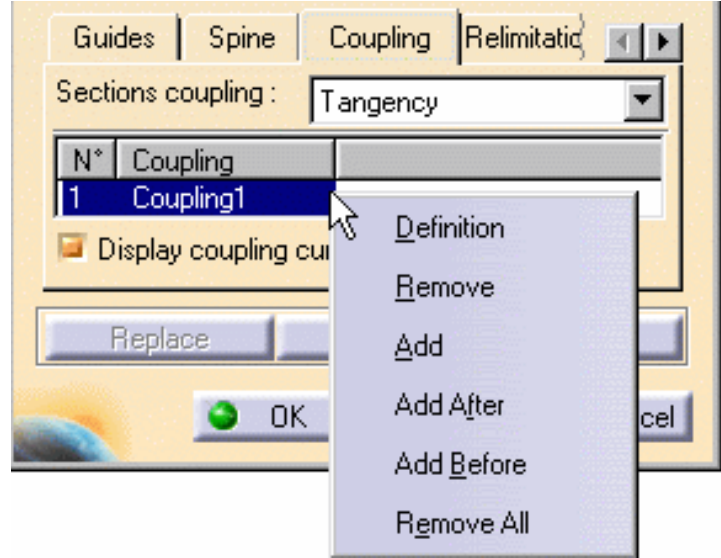 Guides Spine Coupling Relimitatic
Sections coupling : Tangency
N° Coupling
1 Coupling1
Display coupling cu
Definition
Remove
Add
Add After
Add Before
Remove All
Replace
OK cel